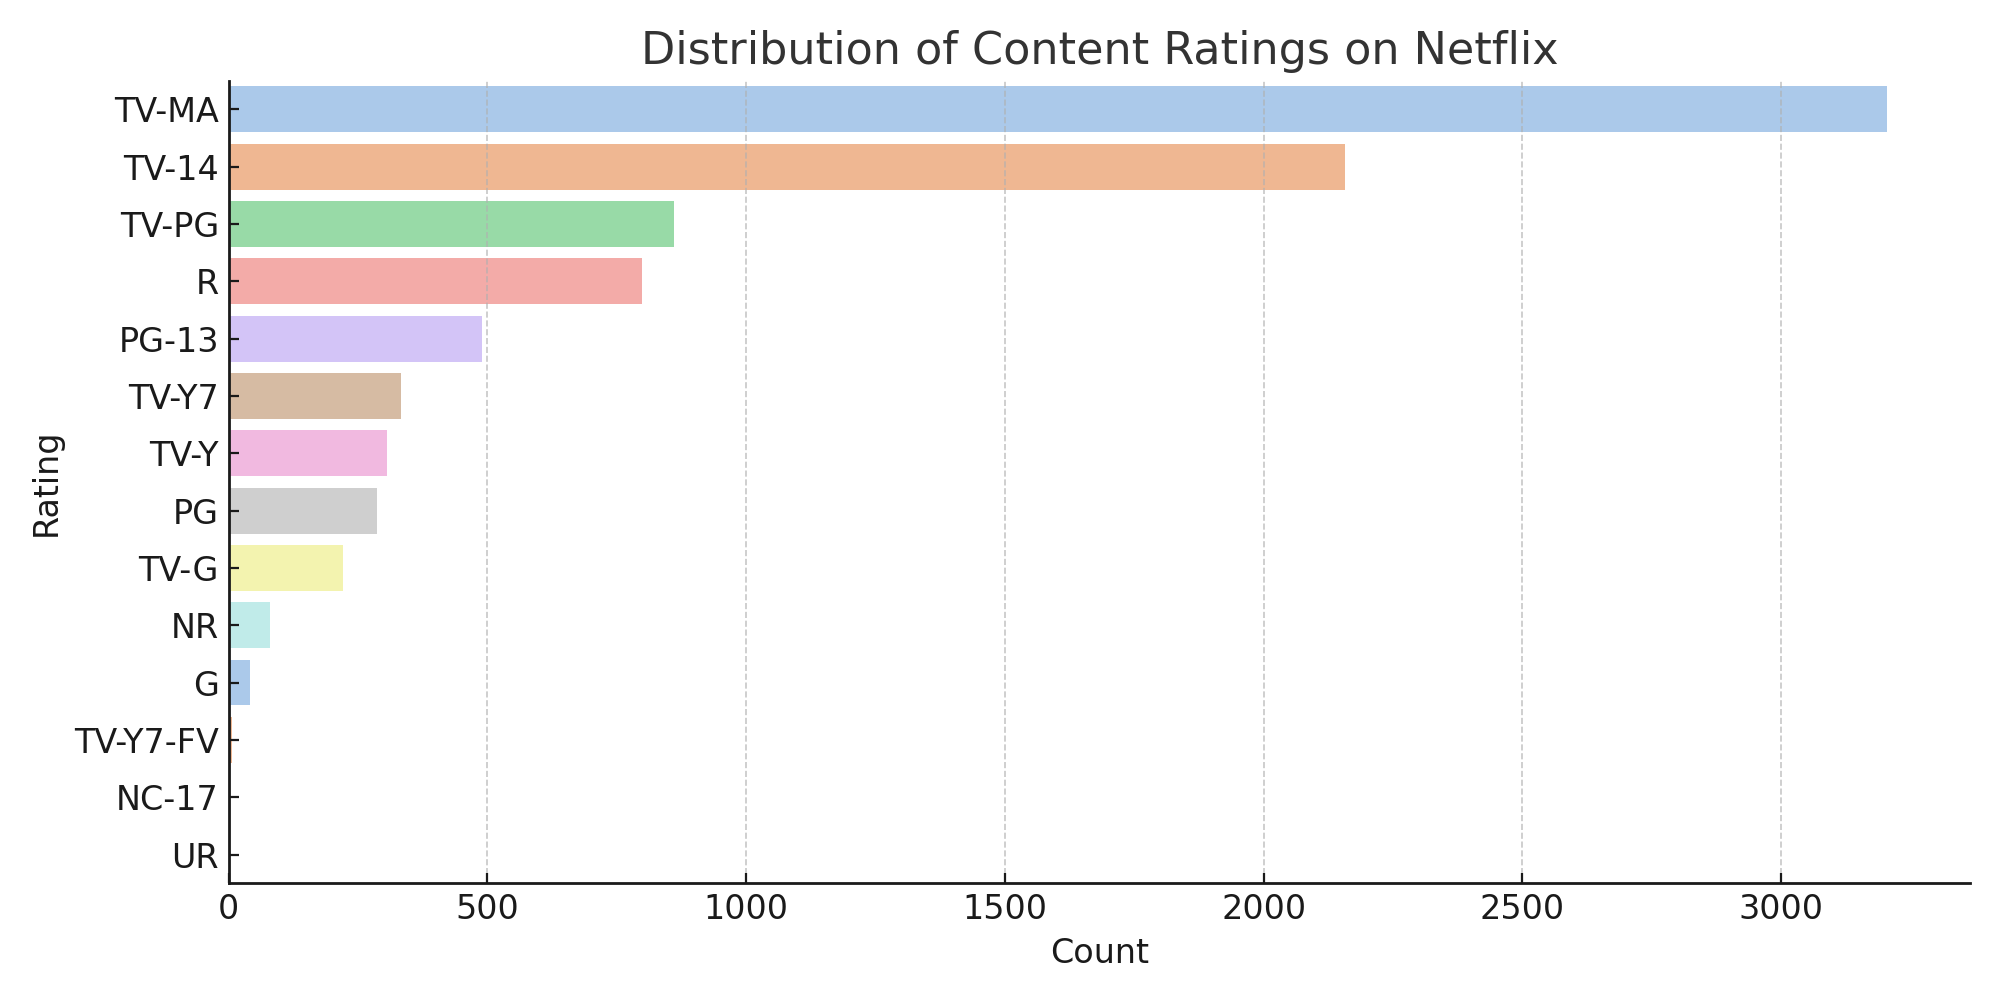 Distribution of Content Ratings on Netflix
TV-MA
TV-14
TV-PG
R
PG-13
TV-Y7
TV-Y
PG
TV-G
NR
G
TV-Y7-FV
NC-17
UR
Rating
0 500 1000 1500 2000 2500 3000
Count